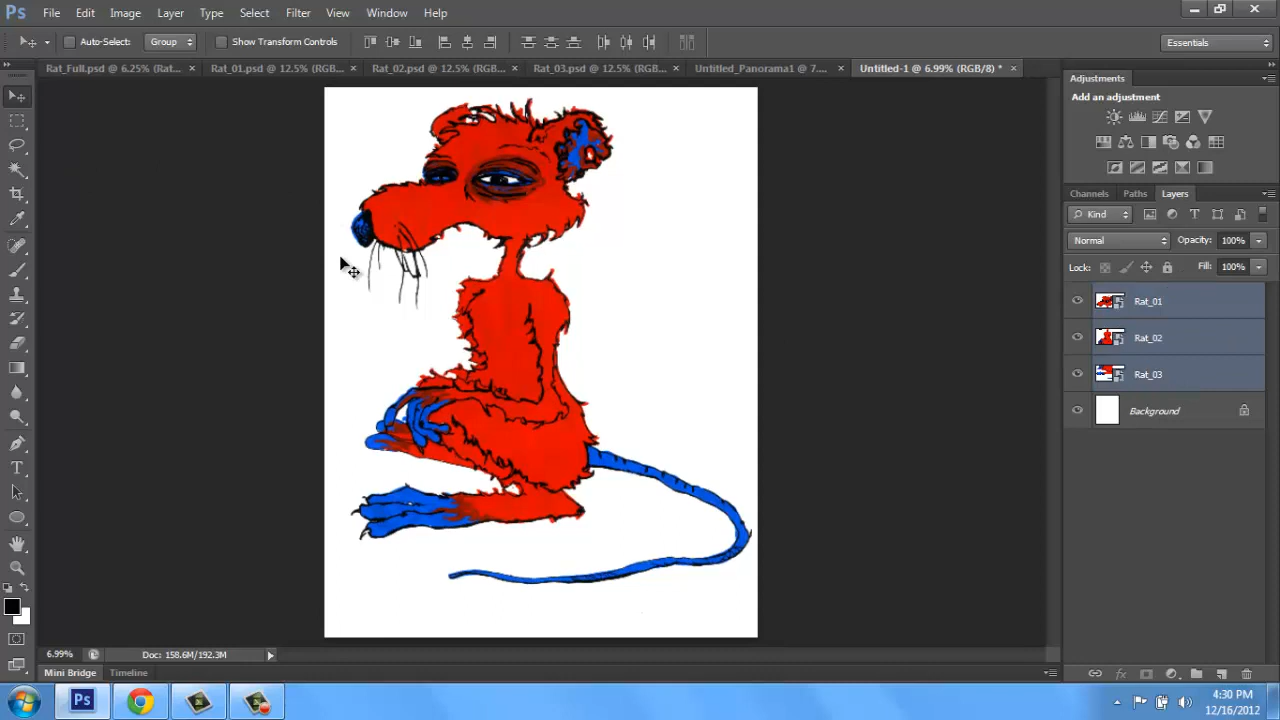 Ps File Edit Image Layer Type Select Filter View Window Help
Auto-Select: Group Show Transform Controls Essentials
Rat_Full.psd @ 6.25% (Rat... × Rat_01.psd @ 12.5% (RGB... × Rat_02.psd @ 12.5% (RGB... × Rat_03.psd @ 12.5% (RGB... × Untitled_Panorama1 @ 7.... × Untitled-1 @ 6.99% (RGB/8) * ×
Adjustments
Add an adjustment
Channels Paths Layers
Kind
Normal Opacity: 100%
Lock: Fill: 100%
Rat_01
Rat_02
Rat_03
Background
6.99% Doc: 158.6M/192.3M
Mini Bridge Timeline
Ps 4:30 PM
12/16/2012